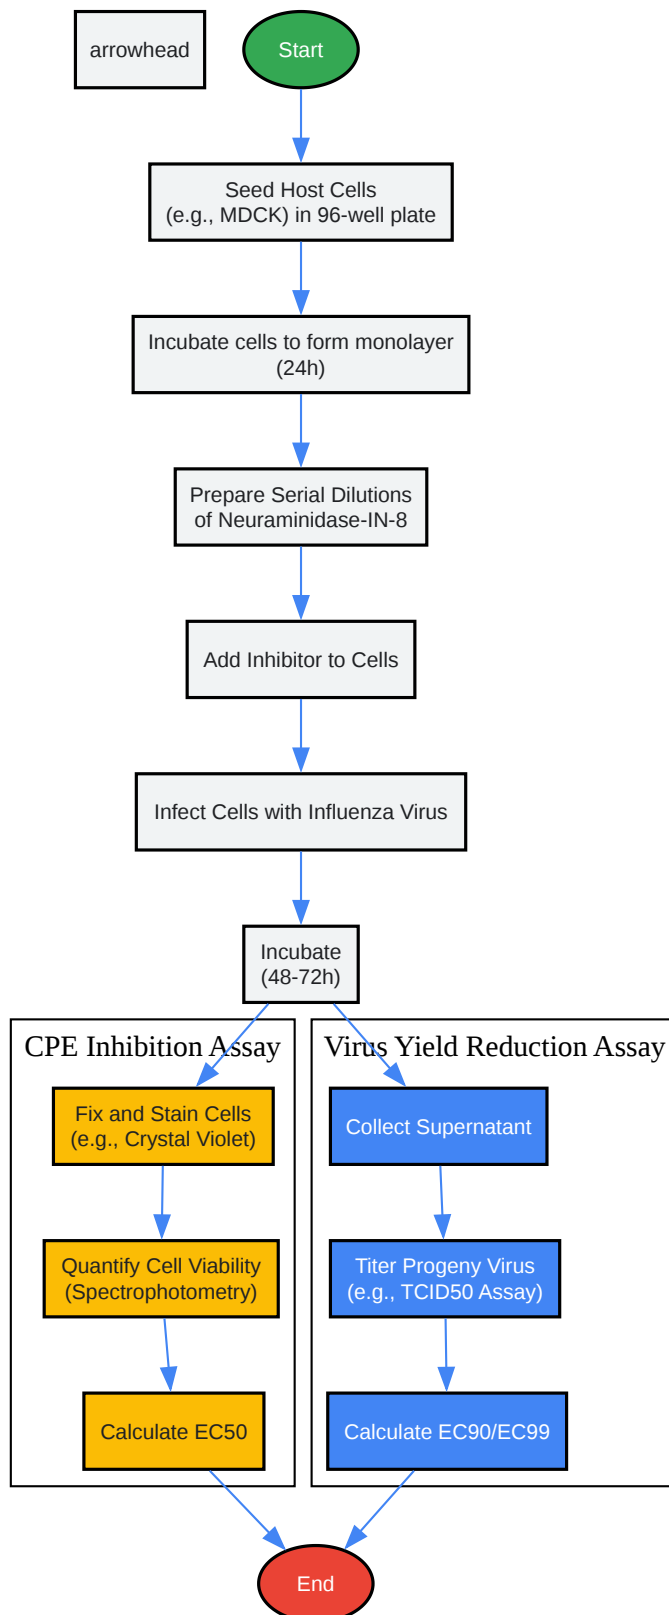 arrowhead
Start
Seed Host Cells
(e.g., MDCK) in 96-well plate
Incubate cells to form monolayer
(24h)
Prepare Serial Dilutions
of Neuraminidase-IN-8
Add Inhibitor to Cells
Infect Cells with Influenza Virus
Incubate
(48-72h)
CPE Inhibition Assay
Fix and Stain Cells
(e.g., Crystal Violet)
Quantify Cell Viability
(Spectrophotometry)
Calculate EC50
Virus Yield Reduction Assay
Collect Supernatant
Titer Progeny Virus
(e.g., TCID50 Assay)
Calculate EC90/EC99
End